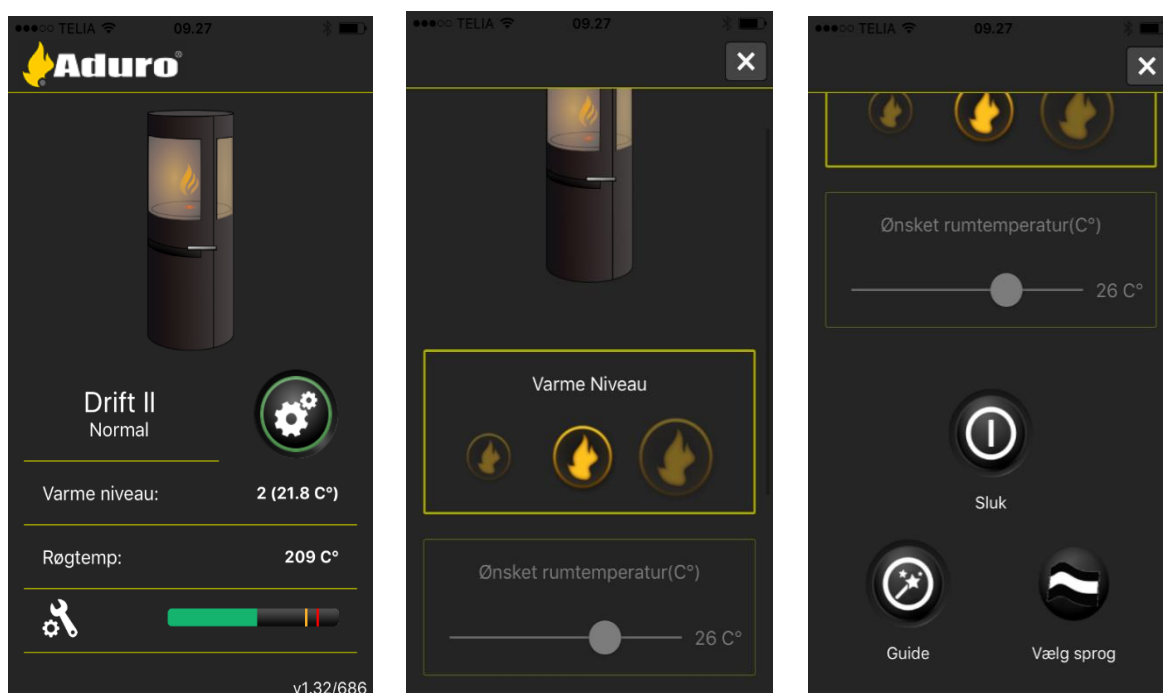 TELIA 09.27
Aduro®
Drift II
Normal
Varme niveau: 2 (21.8 C°)
Røgtemp: 209 C°
v1.32/686
TELIA 09.27
Varme Niveau
Ønsket rumtemperatur(C°)
26 C°
TELIA 09.27
Ønsket rumtemperatur(C°)
26 C°
Sluk
Guide Vælg sprog